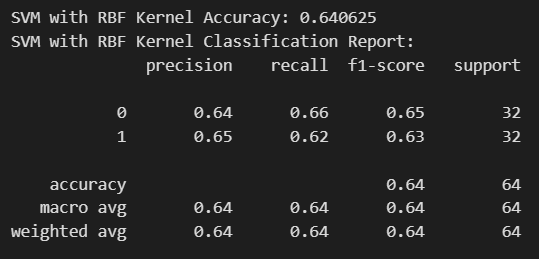 SVM with RBF Kernel Accuracy: 0.640625
SVM with RBF Kernel Classification Report:
              precision    recall  f1-score   support

           0       0.64      0.66      0.65        32
           1       0.65      0.62      0.63        32

    accuracy                           0.64        64
   macro avg       0.64      0.64      0.64        64
weighted avg       0.64      0.64      0.64        64